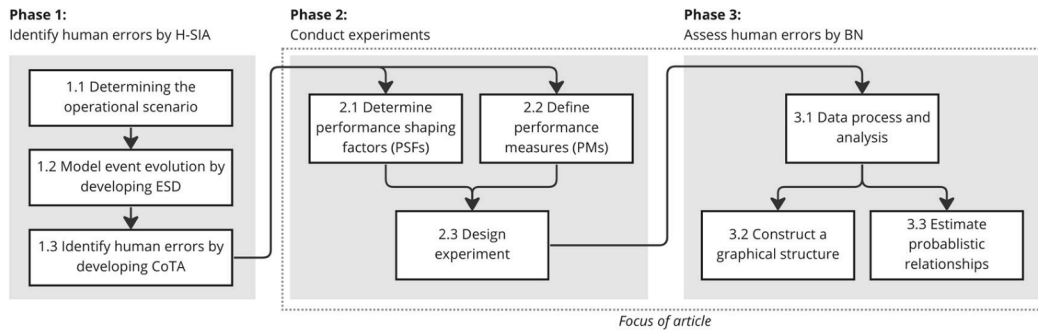 Phase 1:
Identify human errors by H-SIA
Phase 2:
Conduct experiments
Phase 3:
Assess human errors by BN
1.1 Determining the
operational scenario
1.2 Model event evolution by
developing ESD
1.3 Identify human errors by
developing CoTA
2.1 Determine
performance shaping
factors (PSFs)
2.2 Define
performance
measures (PMs)
2.3 Design
experiment
3.1 Data process and
analysis
3.2 Construct a
graphical structure
3.3 Estimate
probablistic
relationships
Focus of article